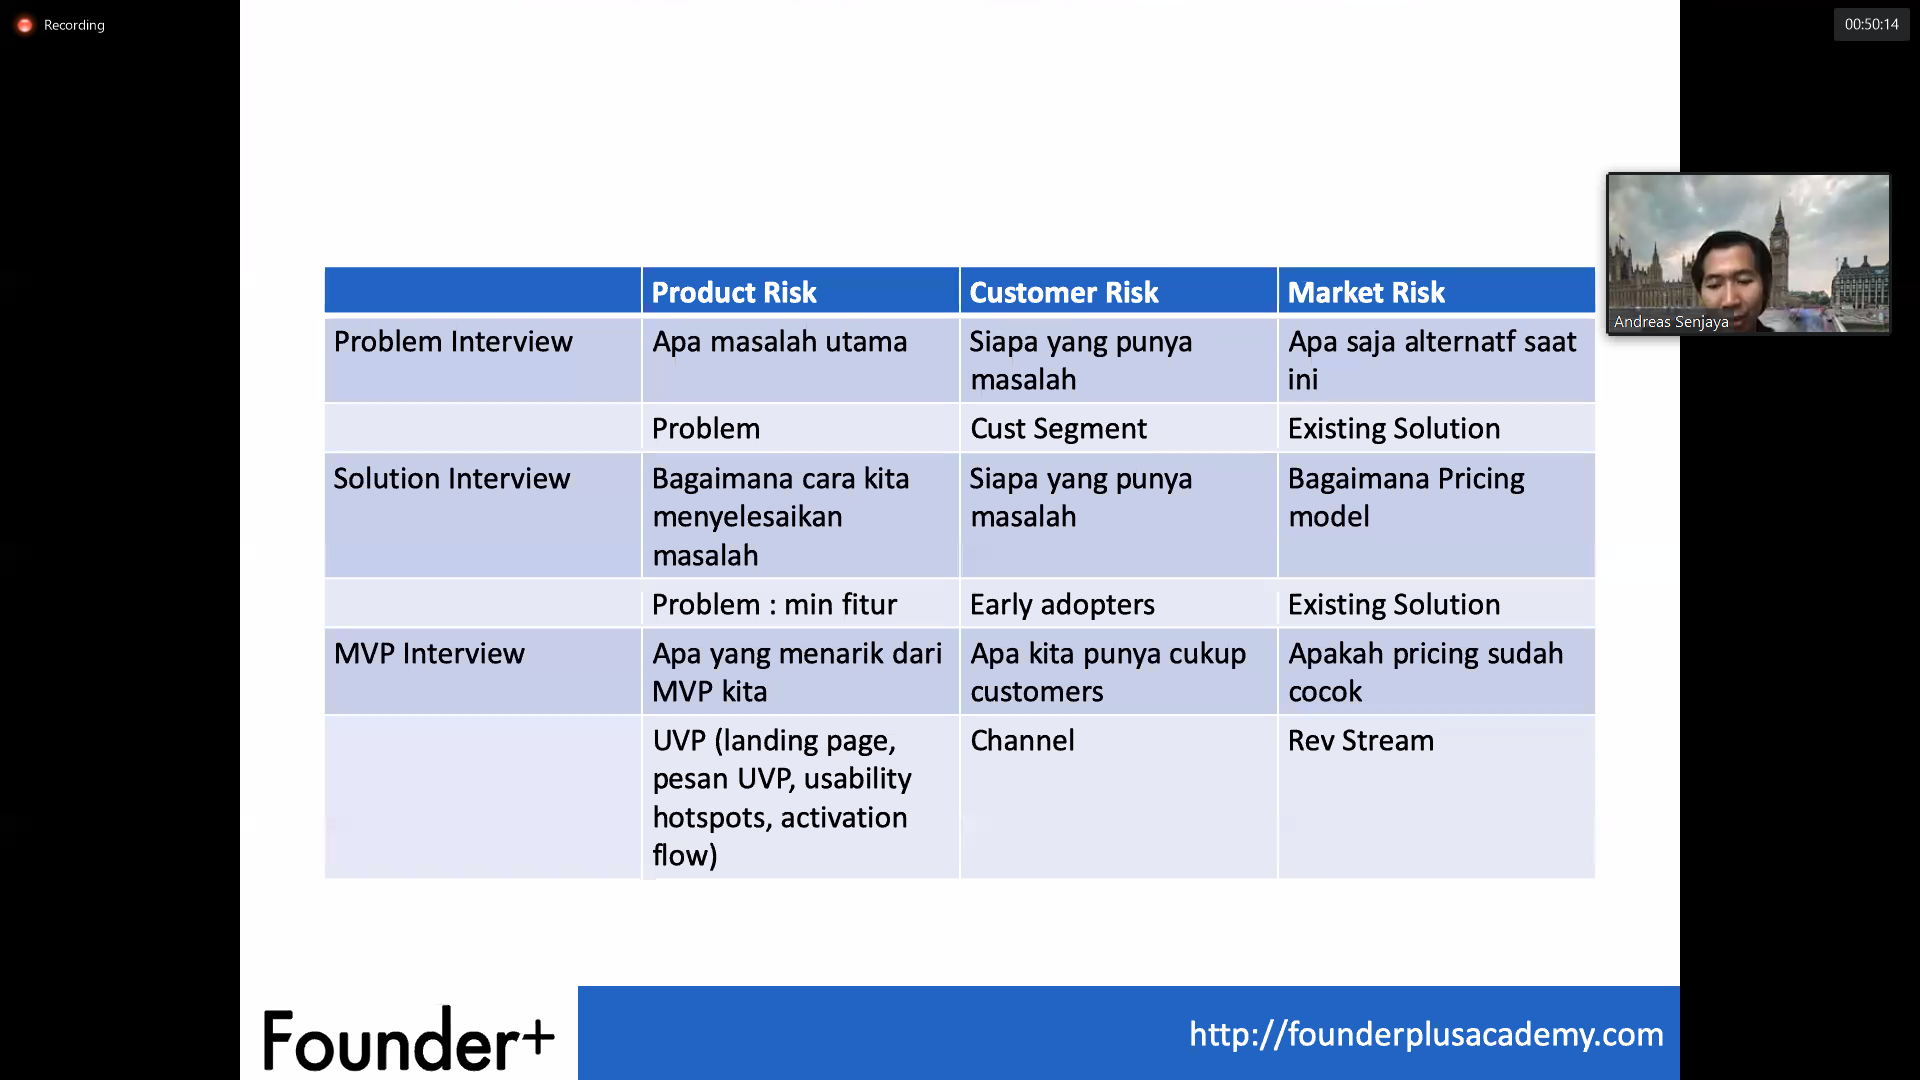 Recording
00:50:14
Product Risk
Customer Risk
Market Risk
Problem Interview
Apa masalah utama
Siapa yang punya
masalah
Apa saja alternatf saat
ini
Problem
Cust Segment
Existing Solution
Solution Interview
Bagaimana cara kita
menyelesaikan
masalah
Siapa yang punya
masalah
Bagaimana Pricing
model
Problem : min fitur
Early adopters
Existing Solution
MVP Interview
Apa yang menarik dari
MVP kita
Apa kita punya cukup
customers
Apakah pricing sudah
cocok
UVP (landing page,
pesan UVP, usability
hotspots, activation
flow)
Channel
Rev Stream
Andreas Senjaya
Founder+
http://founderplusacademy.com